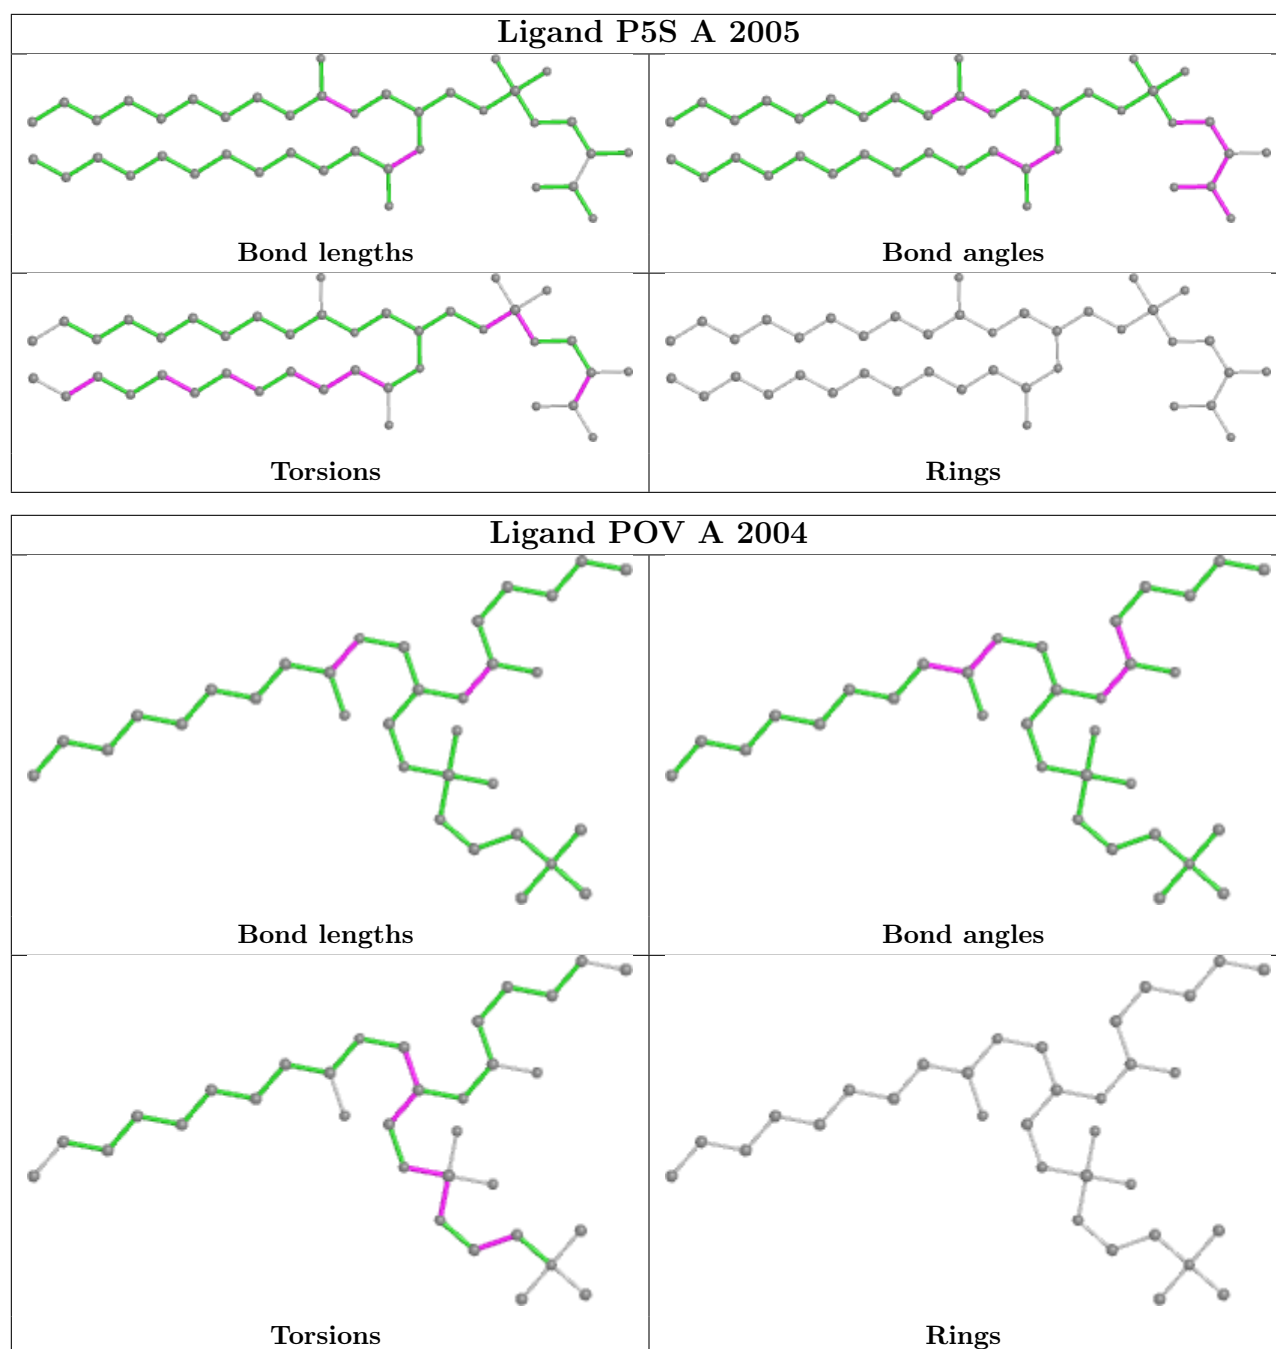 Ligand P5S A 2005
Bond lengths
Bond angles
Torsions
Rings
Ligand POV A 2004
Bond lengths
Bond angles
Torsions
Rings